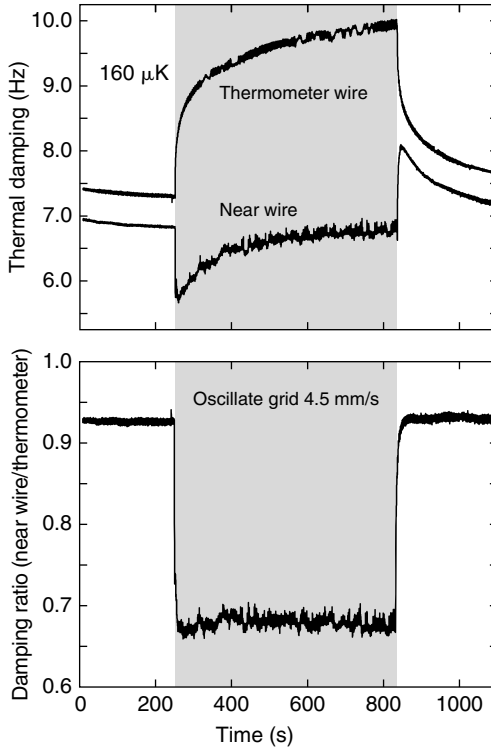 10.0
160 μK
9.0
Thermometer wire
8.0
7.0
Near wire
6.0
Thermal damping (Hz)
1.0
Oscillate grid 4.5 mm/s
0.9
0.8
0.7
0.6
Damping ratio (near wire/thermometer)
0 200 400 600 800 1000
Time (s)